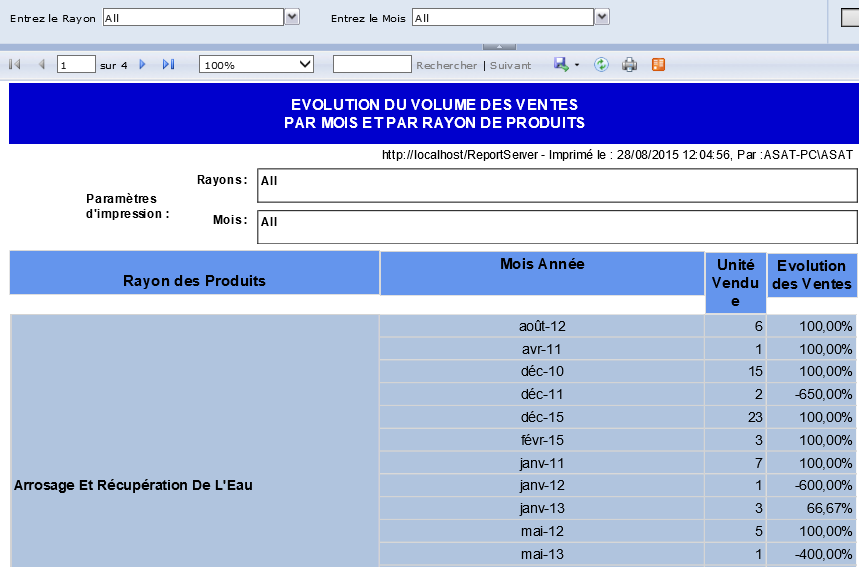 Entrez le Rayon All Entrez le Mois All
1 sur 4 100% Rechercher | Suivant
EVOLUTION DU VOLUME DES VENTES
PAR MOIS ET PAR RAYON DE PRODUITS
http://localhost/ReportServer - Imprimé le : 28/08/2015 12:04:56, Par :ASAT-PC\ASAT
Paramètres
d'impression :
Rayons : All
Mois : All
Rayon des Produits
Mois Année
Unité
Vendu
e
Evolution
des Ventes
Arrosage Et Récupération De L'Eau
août-12 6 100,00%
avr-11 1 100,00%
déc-10 15 100,00%
déc-11 2 -650,00%
déc-15 23 100,00%
févr-15 3 100,00%
janv-11 7 100,00%
janv-12 1 -600,00%
janv-13 3 66,67%
mai-12 5 100,00%
mai-13 1 -400,00%